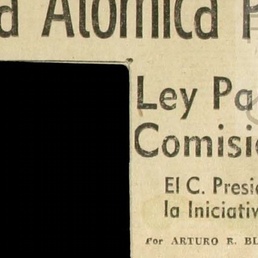 a Atómica P
Ley Pa
Comisi
El C. Presi
la Iniciativ
Por ARTURO R. BL